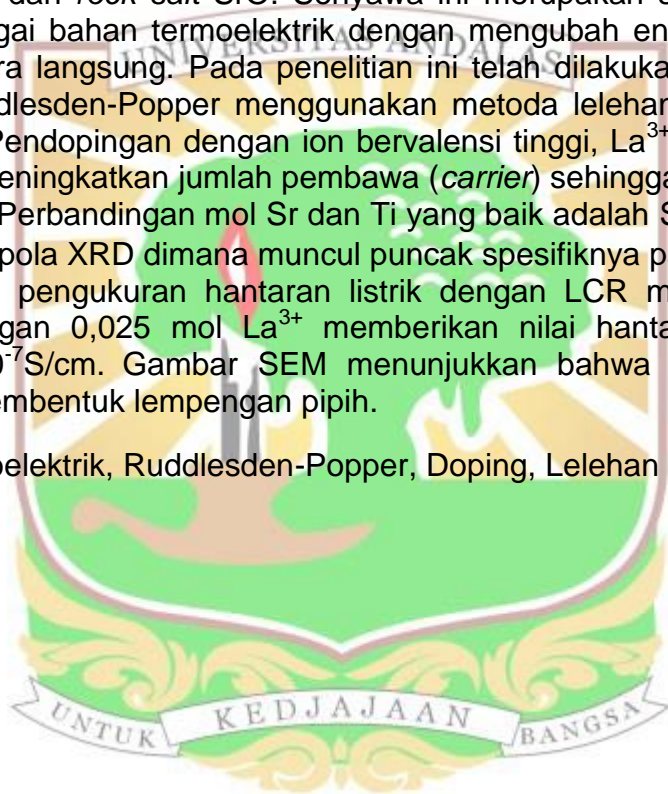 dan rock salt SrO. Senyawa ini merupakan s
gai bahan termoelektrik dengan mengubah en
UNIVERSITAS ANDALAS
ra langsung. Pada penelitian ini telah dilakuka
ddlesden-Popper menggunakan metoda lelehan
Pendopingan dengan ion bervalensi tinggi, La³⁺
eningkatkan jumlah pembawa (carrier) sehingga
Perbandingan mol Sr dan Ti yang baik adalah S
pola XRD dimana muncul puncak spesifiknya p
pengukuran hantaran listrik dengan LCR m
gan 0,025 mol La³⁺ memberikan nilai hanta
0⁻⁷S/cm. Gambar SEM menunjukkan bahwa
embentuk lempengan pipih.
oelektrik, Ruddlesden-Popper, Doping, Lelehan
UNTUK KEDJAJAAN BANGSA